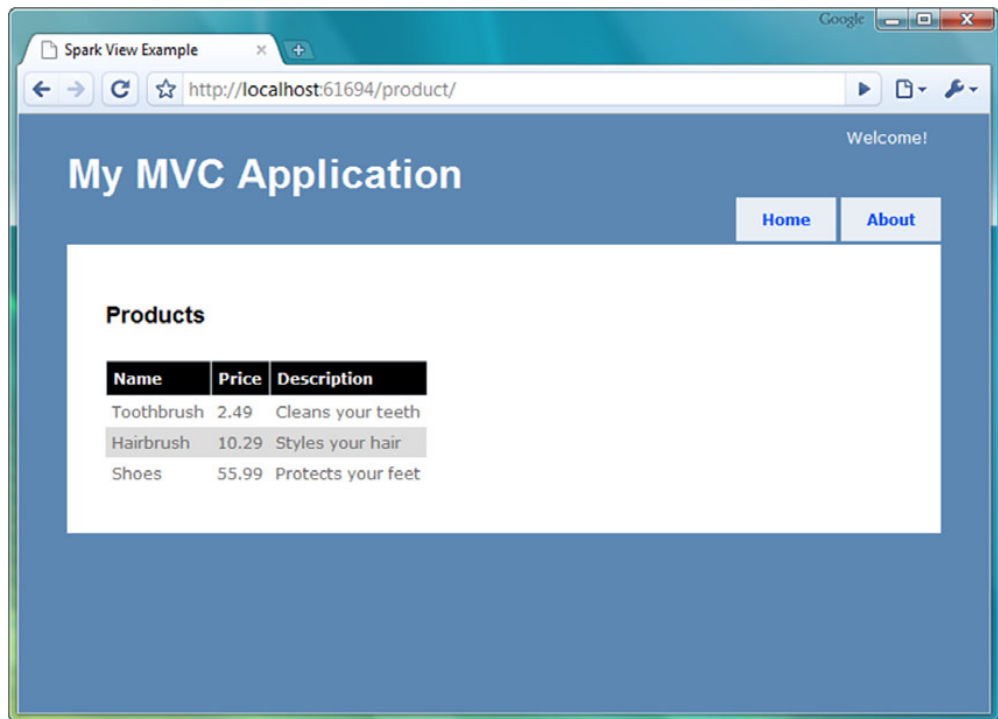 Google
Spark View Example
http://localhost:61694/product/
Welcome!
My MVC Application
Home About
Products
Name Price Description
Toothbrush 2.49 Cleans your teeth
Hairbrush 10.29 Styles your hair
Shoes 55.99 Protects your feet